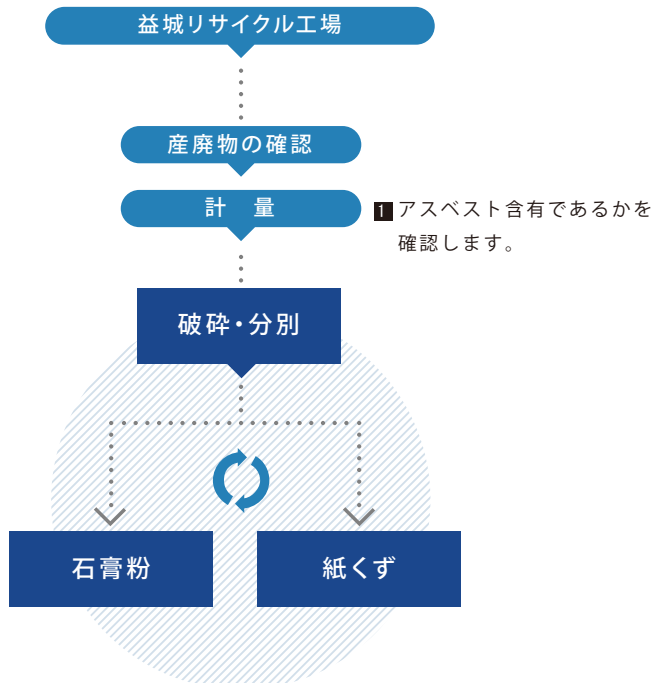 益城リサイクル工場
産廃物の確認
計　量
1 アスベスト含有であるかを
確認します。
破砕・分別
石膏粉
紙くず